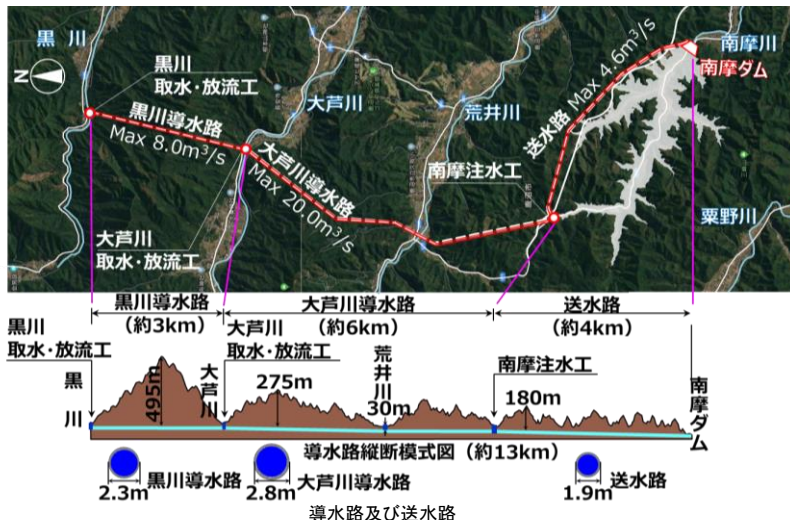 黒川
南摩川
南摩ダム
N
黒川
取水・放流工
大芦川
荒井川
送水路 Max 4.6m³/s
黒川導水路
Max 8.0m³/s
大芦川導水路
Max 20.0m³/s
南摩注水工
粟野川
大芦川
取水・放流工
黒川導水路
(約3km)
大芦川導水路
(約6km)
送水路
(約4km)
黒川
取水・放流工
大芦川
取水・放流工
荒井川
南摩注水工
黒川
大芦川
495m
275m
30m
180m
南摩ダム
導水路縦断模式図(約13km)
黒川導水路
2.3m
大芦川導水路
2.8m
送水路
1.9m
導水路及び送水路